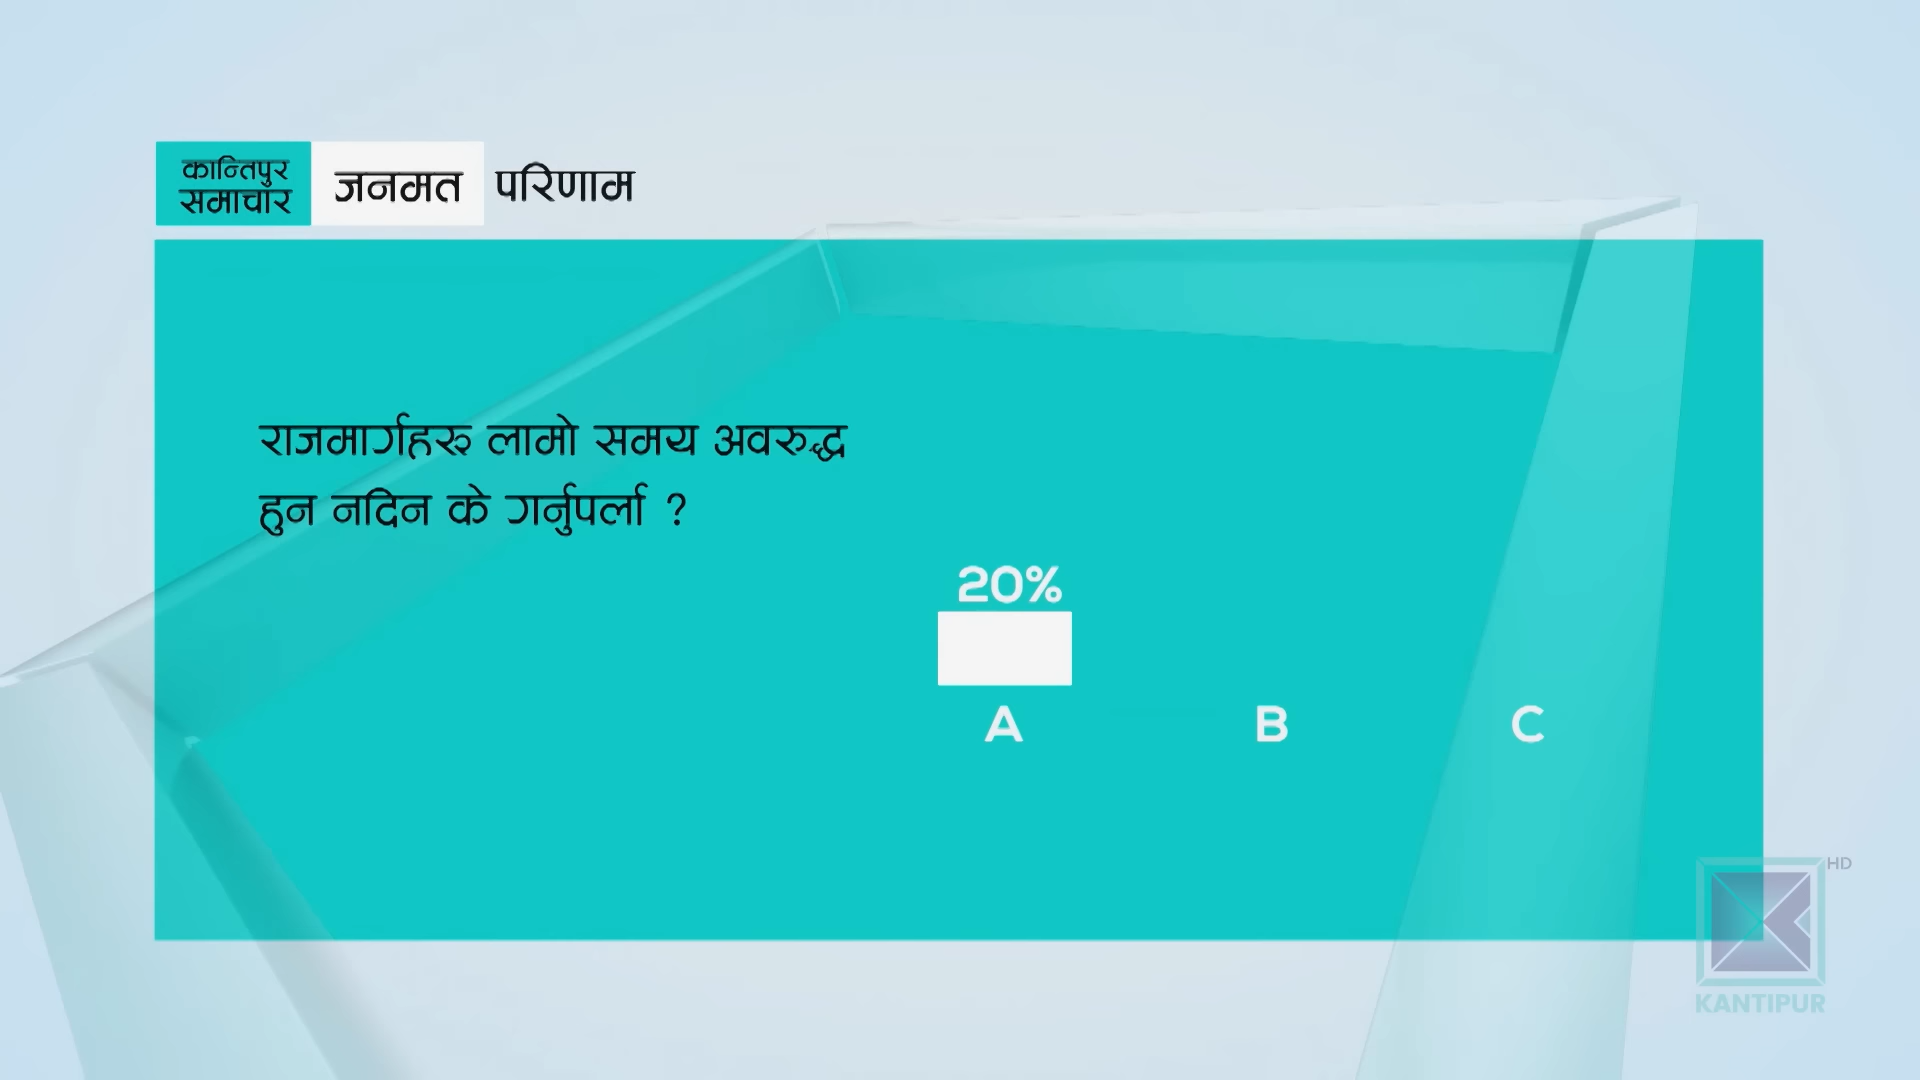 कान्तिपुर
समाचार
जनमत परिणाम
राजमार्गहरू लामो समय अवरुद्ध
हुन नदिन के गर्नुपर्ला ?
20%
A B C
HD
KANTIPUR